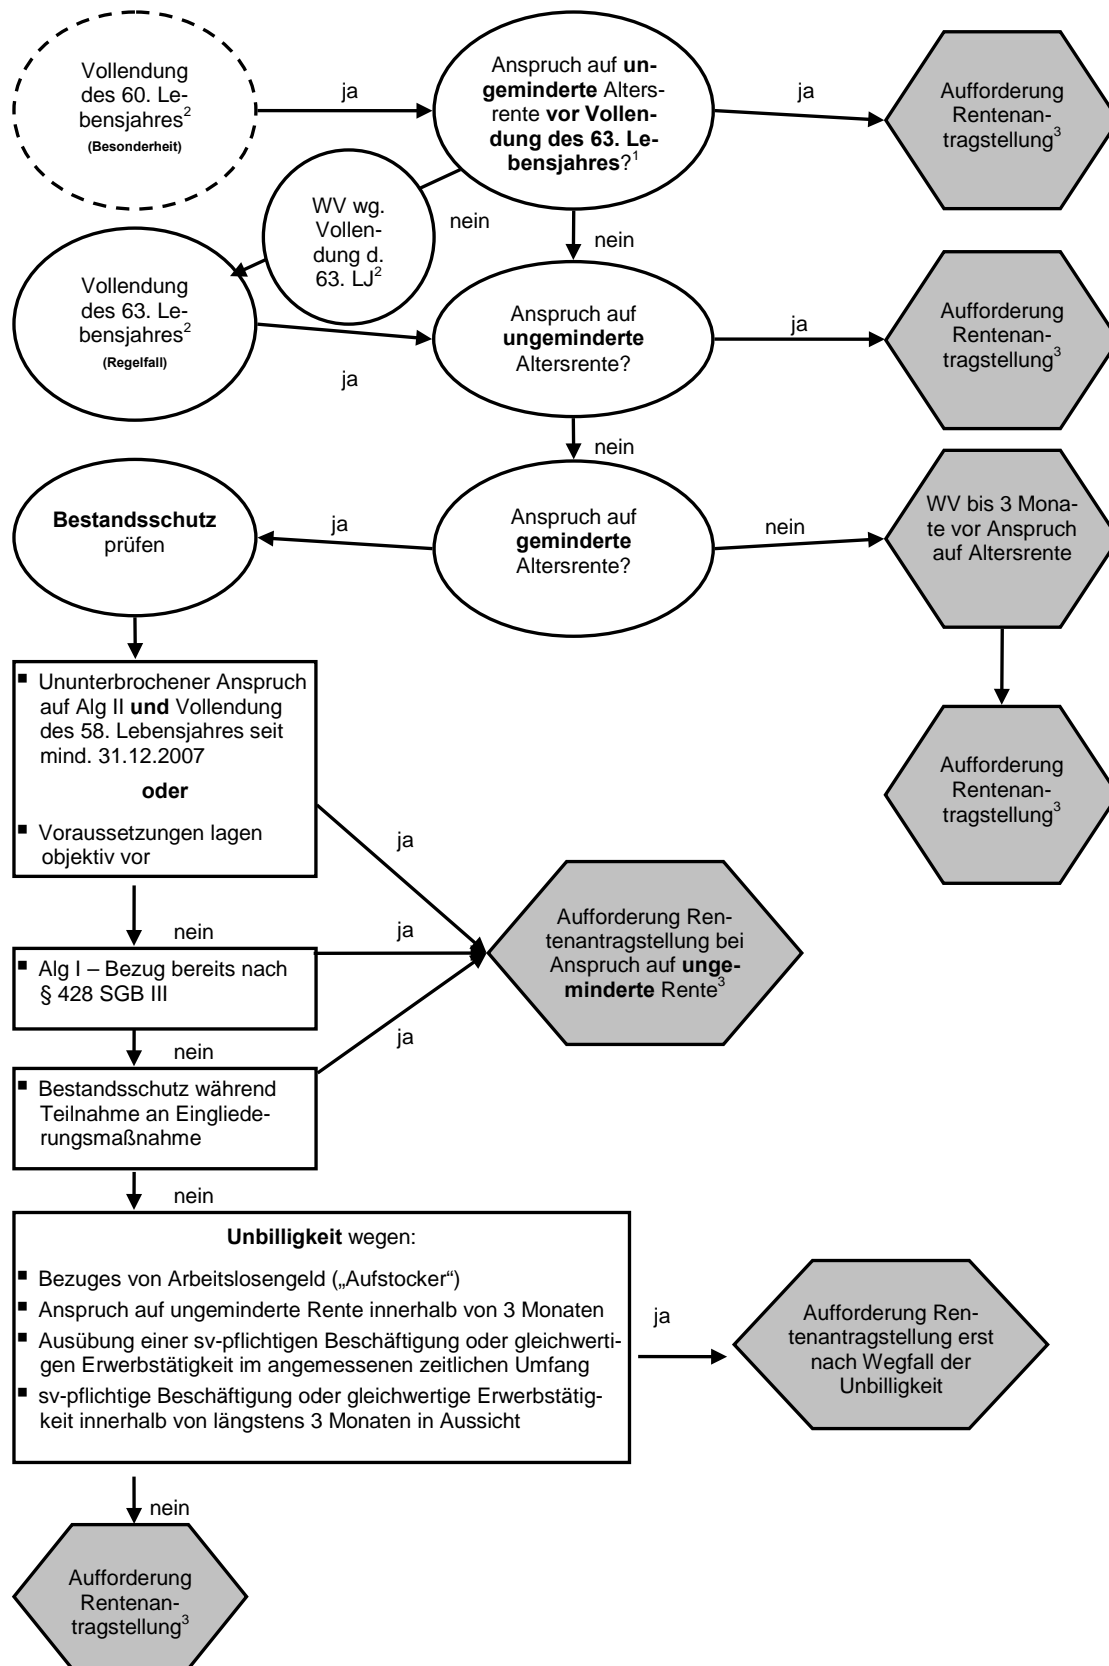 Vollendung
des 60. Le-
bensjahres²
(Besonderheit)
ja
Anspruch auf un-
geminderte Alters-
rente vor Vollen-
dung des 63. Le-
bensjahres?¹
ja
Aufforderung
Rentenan-
tragstellung³
nein
WV wg.
Vollen-
dung d.
63. LJ²
nein
Vollendung
des 63. Le-
bensjahres²
(Regelfall)
ja
Anspruch auf
ungeminderte
Altersrente?
ja
Aufforderung
Rentenan-
tragstellung³
nein
Bestandsschutz
prüfen
ja
Anspruch auf
geminderte
Altersrente?
nein
WV bis 3 Mona-
te vor Anspruch
auf Altersrente
Aufforderung
Rentenan-
tragstellung³
▪ Ununterbrochener Anspruch
auf Alg II und Vollendung
des 58. Lebensjahres seit
mind. 31.12.2007
oder
▪ Voraussetzungen lagen
objektiv vor
ja
nein
ja
▪ Alg I – Bezug bereits nach
§ 428 SGB III
Aufforderung Ren-
tenantragstellung bei
Anspruch auf unge-
minderte Rente³
nein
ja
▪ Bestandsschutz während
Teilnahme an Eingliede-
rungsmaßnahme
nein
Unbilligkeit wegen:
▪ Bezuges von Arbeitslosengeld („Aufstocker“)
▪ Anspruch auf ungeminderte Rente innerhalb von 3 Monaten
▪ Ausübung einer sv-pflichtigen Beschäftigung oder gleichwerti-
gen Erwerbstätigkeit im angemessenen zeitlichen Umfang
▪ sv-pflichtige Beschäftigung oder gleichwertige Erwerbstätig-
keit innerhalb von längstens 3 Monaten in Aussicht
ja
Aufforderung Ren-
tenantragstellung erst
nach Wegfall der
Unbilligkeit
nein
Aufforderung
Rentenan-
tragstellung³